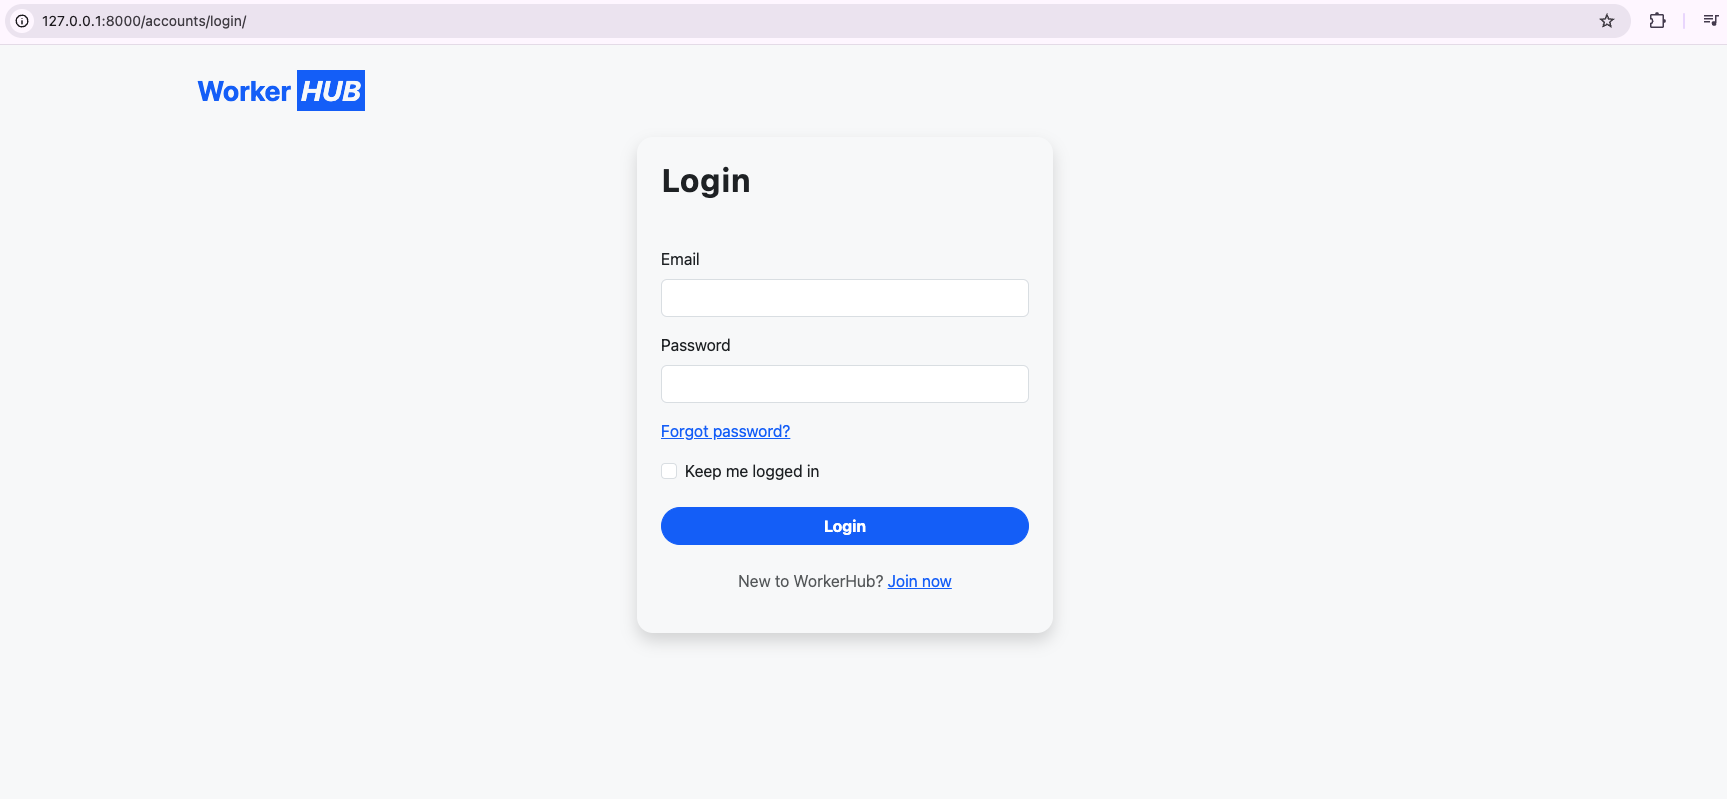 127.0.0.1:8000/accounts/login/
Worker HUB
Login
Email
Password
Forgot password?
Keep me logged in
Login
New to WorkerHub? Join now